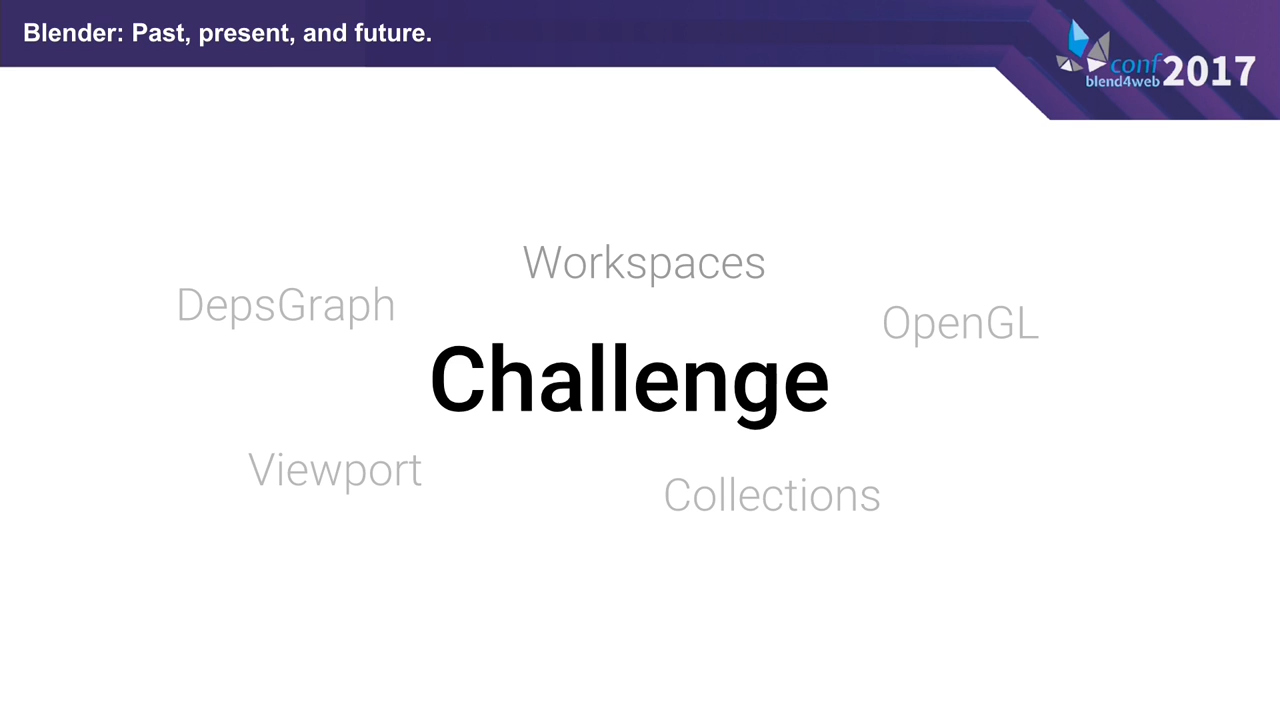 Blender: Past, present, and future.
conf
blend4web 2017
Workspaces
DepsGraph
OpenGL
Challenge
Viewport
Collections